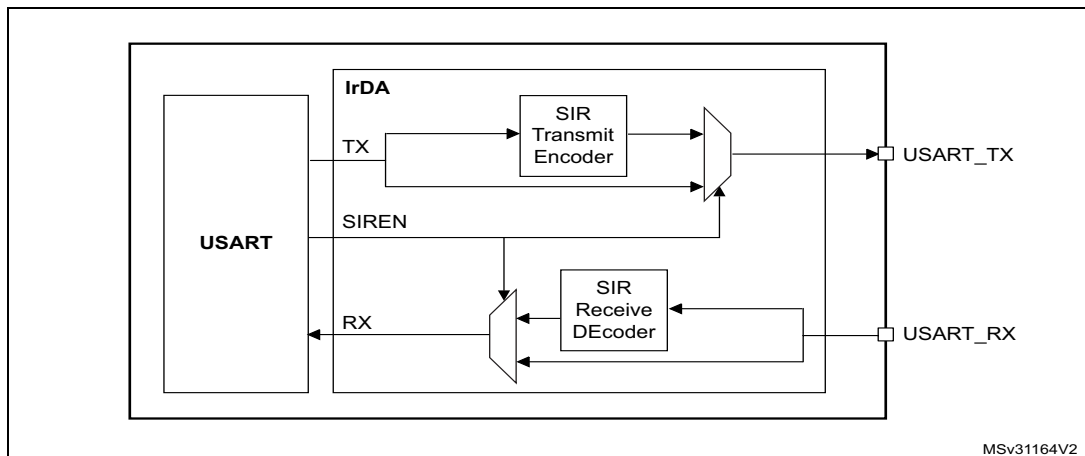 IrDA
SIR
Transmit
Encoder
TX
USART_TX
SIREN
USART
SIR
Receive
DEcoder
RX
USART_RX
MSv31164V2